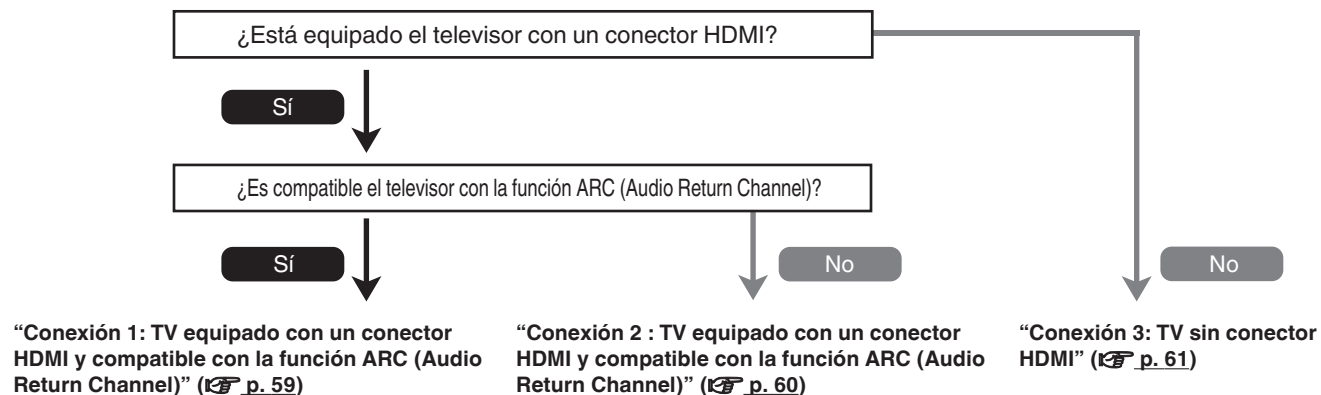 ¿Está equipado el televisor con un conector HDMI?
Sí
¿Es compatible el televisor con la función ARC (Audio Return Channel)?
Sí
No
No
“Conexión 1: TV equipado con un conector
HDMI y compatible con la función ARC (Audio
Return Channel)” (☞ p. 59)
“Conexión 2 : TV equipado con un conector
HDMI y compatible con la función ARC (Audio
Return Channel)” (☞ p. 60)
“Conexión 3: TV sin conector
HDMI” (☞ p. 61)